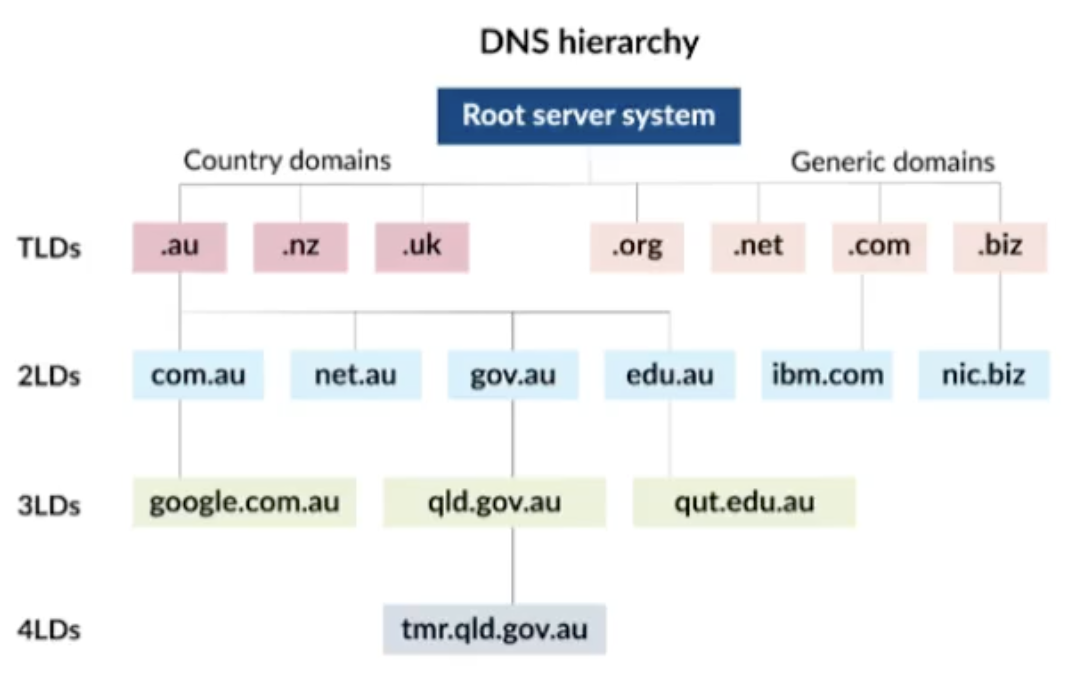 DNS hierarchy
Root server system
Country domains
Generic domains
TLDs
.au
.nz
.uk
.org
.net
.com
.biz
2LDs
com.au
net.au
gov.au
edu.au
ibm.com
nic.biz
3LDs
google.com.au
qld.gov.au
qut.edu.au
4LDs
tmr.qld.gov.au